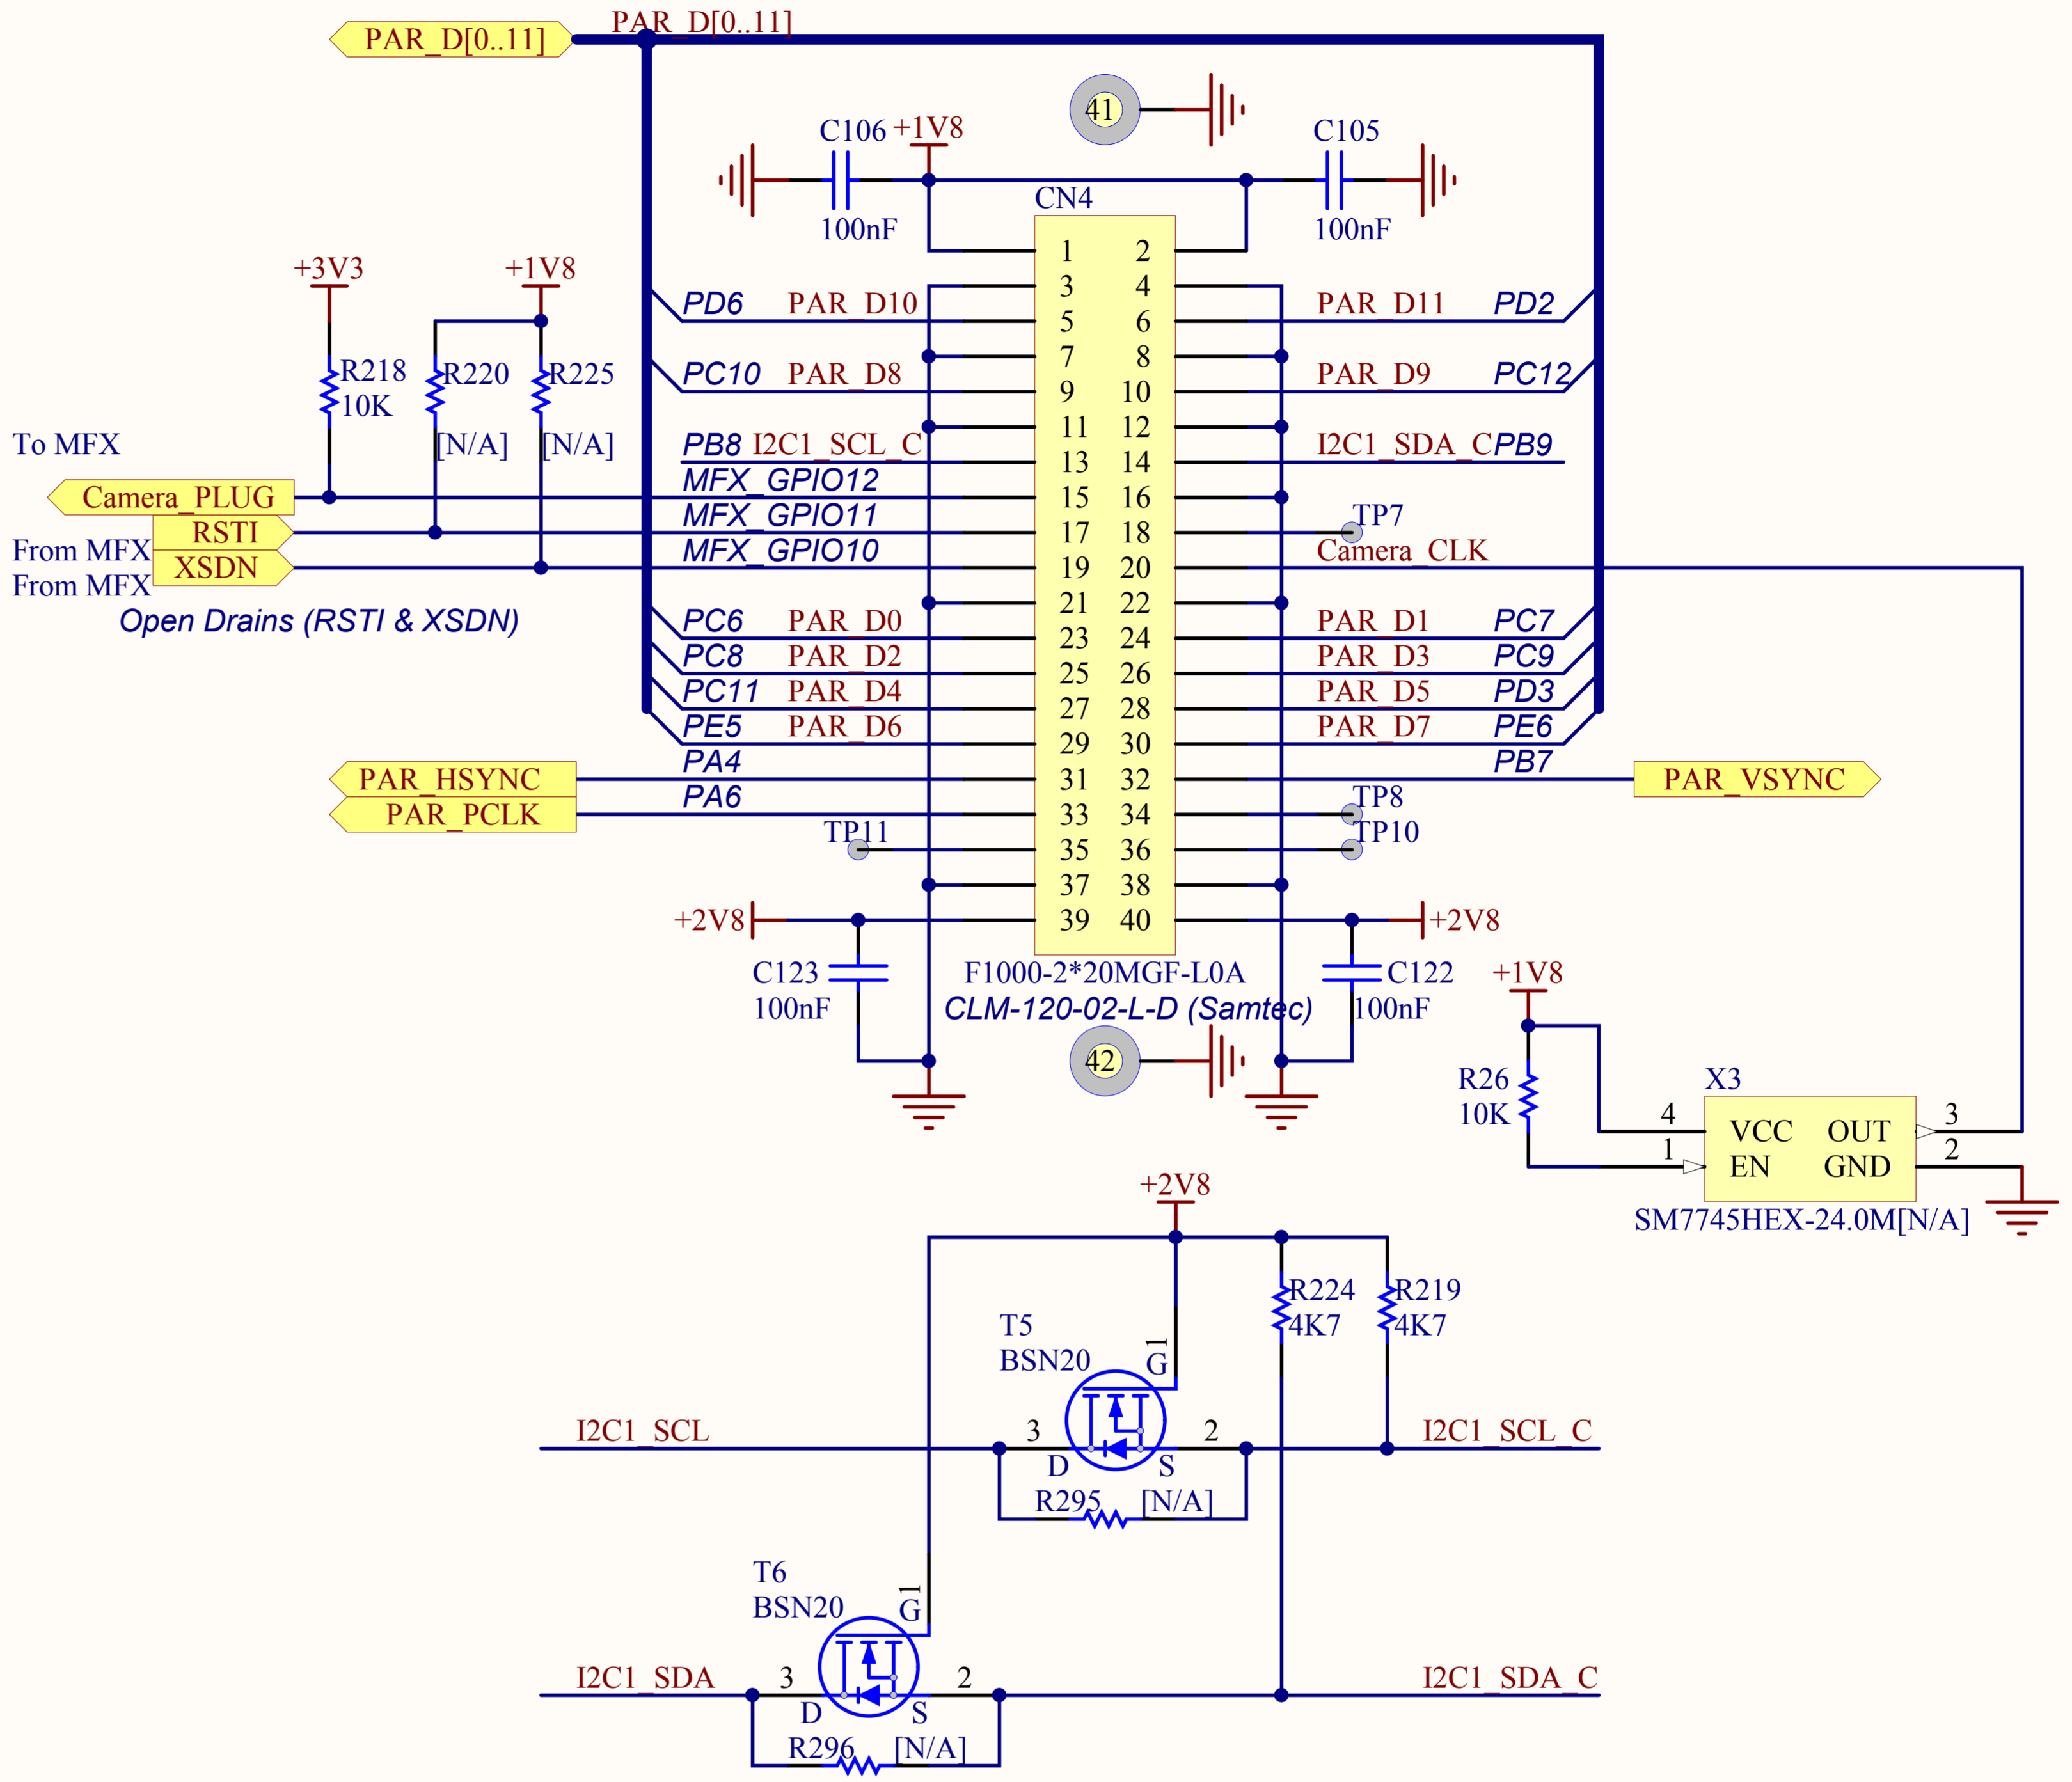 PAR_D[0..11]
PAR_D[0..11]
41
C106
+1V8
C105
100nF
100nF
CN4
1 2
3 4
PD6 PAR_D10 5 6 PAR_D11 PD2
7 8
PC10 PAR_D8 9 10 PAR_D9 PC12
11 12
PB8 I2C1_SCL_C 13 14 I2C1_SDA_C PB9
MFX_GPIO12 15 16
MFX_GPIO11 17 18 TP7
MFX_GPIO10 19 20 Camera_CLK
21 22
PC6 PAR_D0 23 24 PAR_D1 PC7
PC8 PAR_D2 25 26 PAR_D3 PC9
PC11 PAR_D4 27 28 PAR_D5 PD3
PE5 PAR_D6 29 30 PAR_D7 PE6
PAR_HSYNC PA4 31 32 PB7 PAR_VSYNC
PAR_PCLK PA6 33 34 TP8
TP11 35 36 TP10
37 38
+2V8 39 40 +2V8
+3V3
+1V8
R218
10K
R220
[N/A]
R225
[N/A]
To MFX
Camera_PLUG
RSTI
From MFX
XSDN
From MFX
Open Drains (RSTI & XSDN)
C123
100nF
F1000-2*20MGF-L0A
CLM-120-02-L-D (Samtec)
C122
100nF
42
+1V8
R26
10K
X3
4 VCC OUT 3
1 EN GND 2
SM7745HEX-24.0M[N/A]
+2V8
R224
4K7
R219
4K7
T5
BSN20
1
G
I2C1_SCL
3
2
I2C1_SCL_C
D
S
R295
[N/A]
T6
BSN20
1
G
I2C1_SDA
3
2
I2C1_SDA_C
D
S
R296
[N/A]